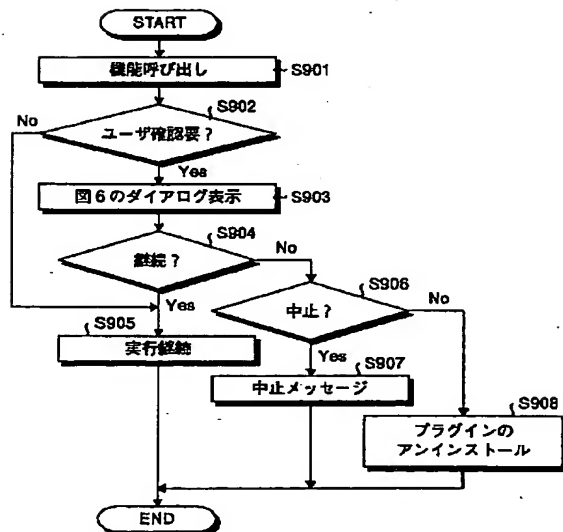 START
機能呼び出し
S901
S902
No
ユーザ確認要？
Yes
図6のダイアログ表示
S903
S904
継続？
No
S906
Yes
中止？
No
S905
実行継続
Yes
S907
中止メッセージ
S908
プラグインの
アンインストール
END